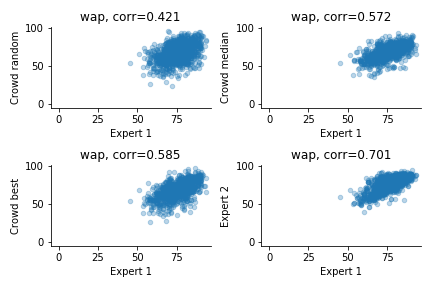 wap, corr=0.421
100
50
0
Crowd random
0
25
50
75
Expert 1
wap, corr=0.572
100
50
0
Crowd median
0
25
50
75
Expert 1
wap, corr=0.585
100
50
0
Crowd best
0
25
50
75
Expert 1
wap, corr=0.701
100
50
0
Expert 2
0
25
50
75
Expert 1